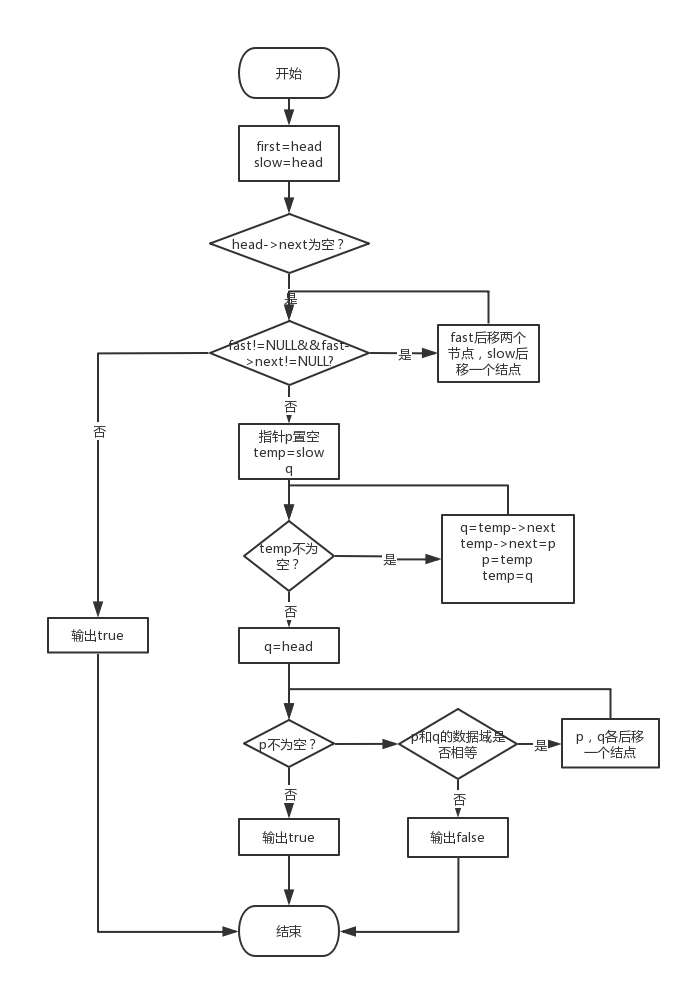 开始
first=head
slow=head
head->next为空？
是
fast!=NULL&&fast-
>next!=NULL?
是
fast后移两个
节点，slow后
移一个结点
否
否
指针p置空
temp=slow
q
temp不为
空？
是
q=temp->next
temp->next=p
p=temp
temp=q
否
输出true
q=head
p不为空？
p和q的数据域是
否相等
是
p，q各后移
一个结点
否
否
输出true
输出false
结束